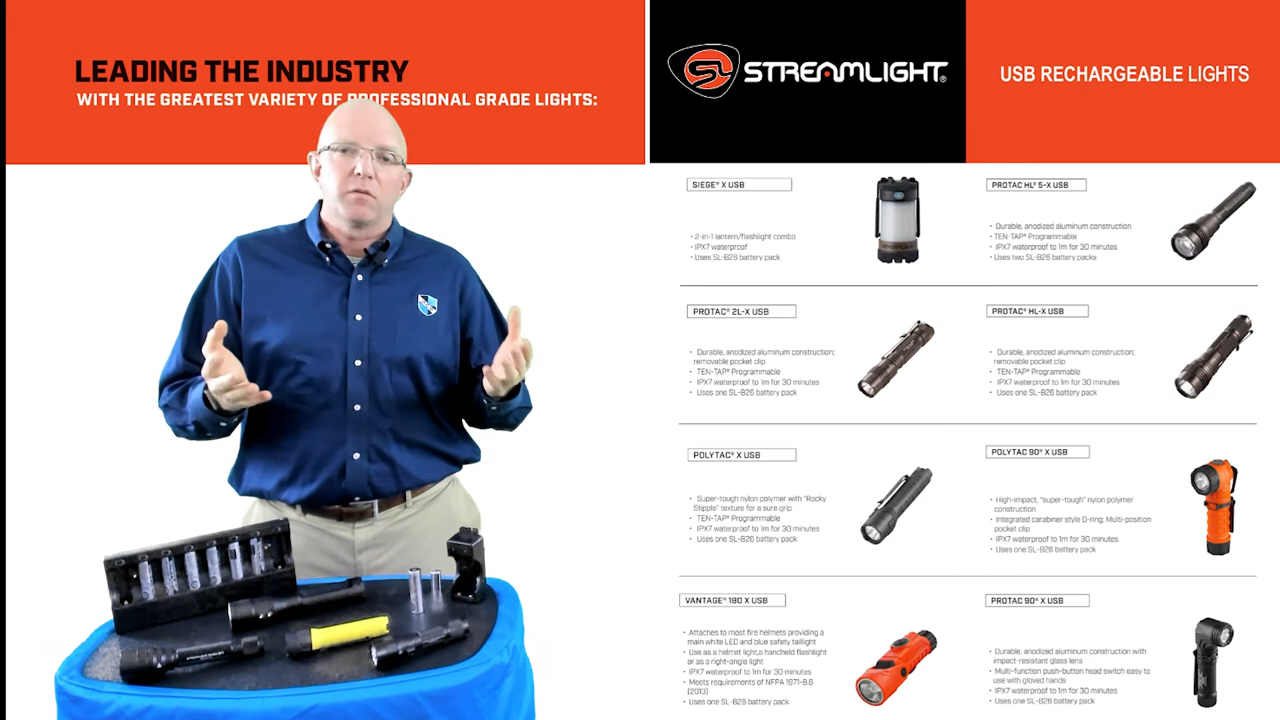 LEADING THE INDUSTRY
WITH THE GREATEST VARIETY OF PROFESSIONAL GRADE LIGHTS:
STREAMLIGHT®
USB RECHARGEABLE LIGHTS
SIEGE® X USB
• 2-in-1 lantern/flashlight combo
• IPX7 waterproof
• Uses SL-B26 battery pack
PROTAC HL® 5-X USB
• Durable, anodized aluminum construction
• TEN-TAP® Programmable
• IPX7 waterproof to 1m for 30 minutes
• Uses two SL-B26 battery packs
PROTAC® 2L-X USB
• Durable, anodized aluminum construction;
removable pocket clip
• TEN-TAP® Programmable
• IPX7 waterproof to 1m for 30 minutes
• Uses one SL-B26 battery pack
PROTAC® HL-X USB
• Durable, anodized aluminum construction;
removable pocket clip
• TEN-TAP® Programmable
• IPX7 waterproof to 1m for 30 minutes
• Uses one SL-B26 battery pack
POLYTAC® X USB
• Super-tough nylon polymer with "Rocky
Stipple" texture for a sure grip
• TEN-TAP® Programmable
• IPX7 waterproof to 1m for 30 minutes
• Uses one SL-B26 battery pack
POLYTAC 90® X USB
• High-impact, "super-tough" nylon polymer
construction
• Integrated carabiner style D-ring; Multi-position
pocket clip
• IPX7 waterproof to 1m for 30 minutes
• Uses one SL-B26 battery pack
VANTAGE® 180 X USB
• Attaches to most fire helmets providing a
main white LED and blue safety taillight
• Use as a helmet light,a handheld flashlight
or as a right-angle light
• IPX7 waterproof to 1m for 30 minutes
• Meets requirements of NFPA 1971-8.6
(2013)
• Uses one SL-B26 battery pack
PROTAC 90® X USB
• Durable, anodized aluminum construction with
impact-resistant glass lens
• Multi-function push-button head switch easy to
use with gloved hands
• IPX7 waterproof to 1m for 30 minutes
• Uses one SL-B26 battery pack